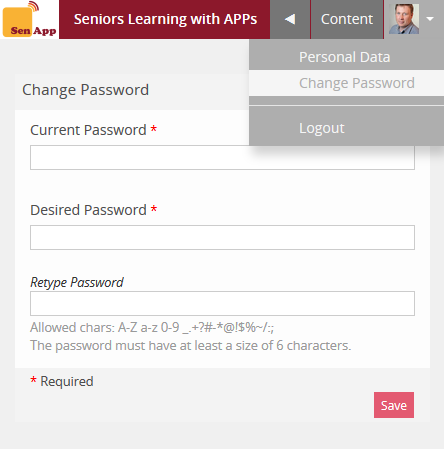 Sen App
Seniors Learning with APPs
Content
Personal Data
Change Password
Logout
Change Password
Current Password *
Desired Password *
Retype Password
Allowed chars: A-Z a-z 0-9 _.+?#-*@!$%~/:;
The password must have at least a size of 6 characters.
* Required
Save